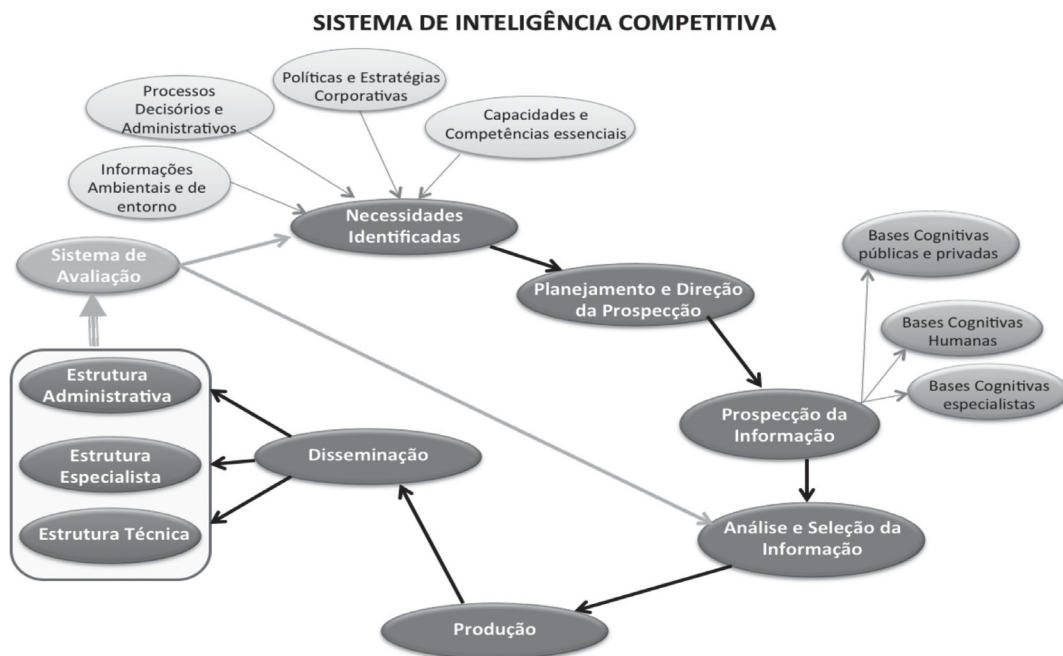 SISTEMA DE INTELIGÊNCIA COMPETITIVA
Processos
Decisórios e
Administrativos
Políticas e Estratégias
Corporativas
Capacidades e
Competências essenciais
Informações
Ambientais e de
entorno
Necessidades
Identificadas
Sistema de
Avaliação
Planejamento e Direção
da Prospecção
Bases Cognitivas
públicas e privadas
Bases Cognitivas
Humanas
Bases Cognitivas
especialistas
Prospecção da
Informação
Estrutura
Administrativa
Estrutura
Especialista
Estrutura Técnica
Disseminação
Análise e Seleção da
Informação
Produção